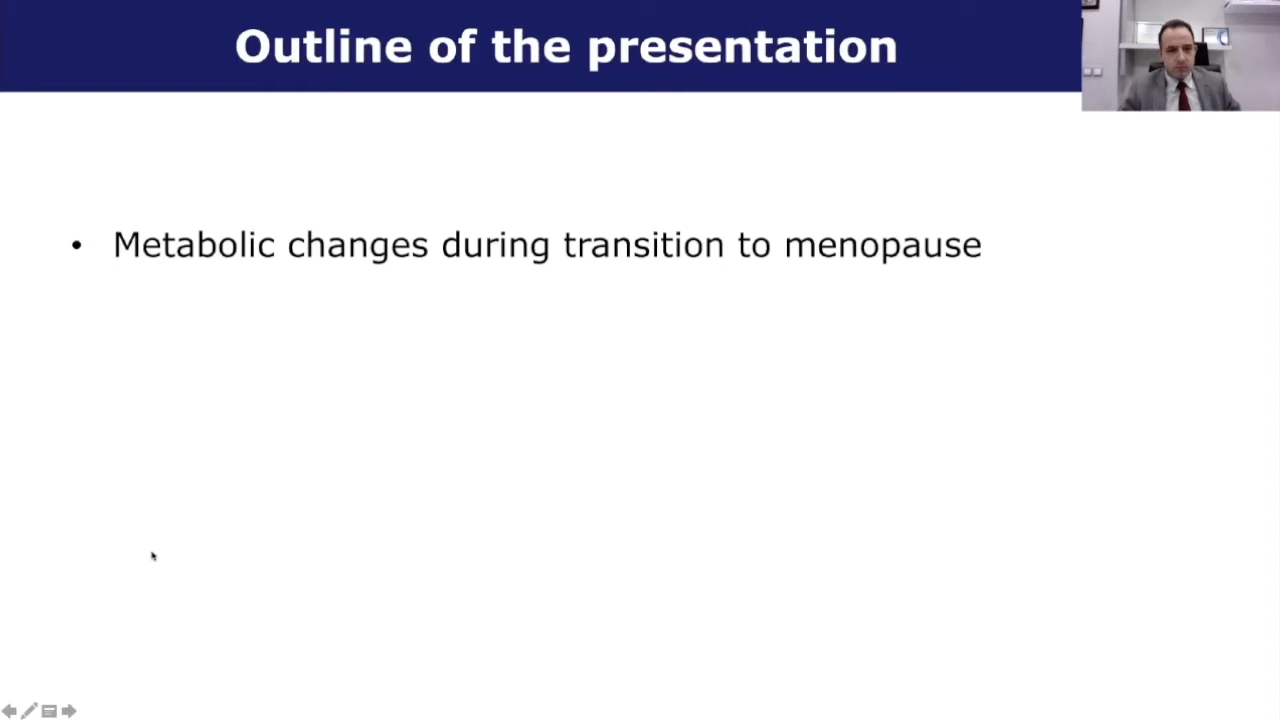 Outline of the presentation
• Metabolic changes during transition to menopause